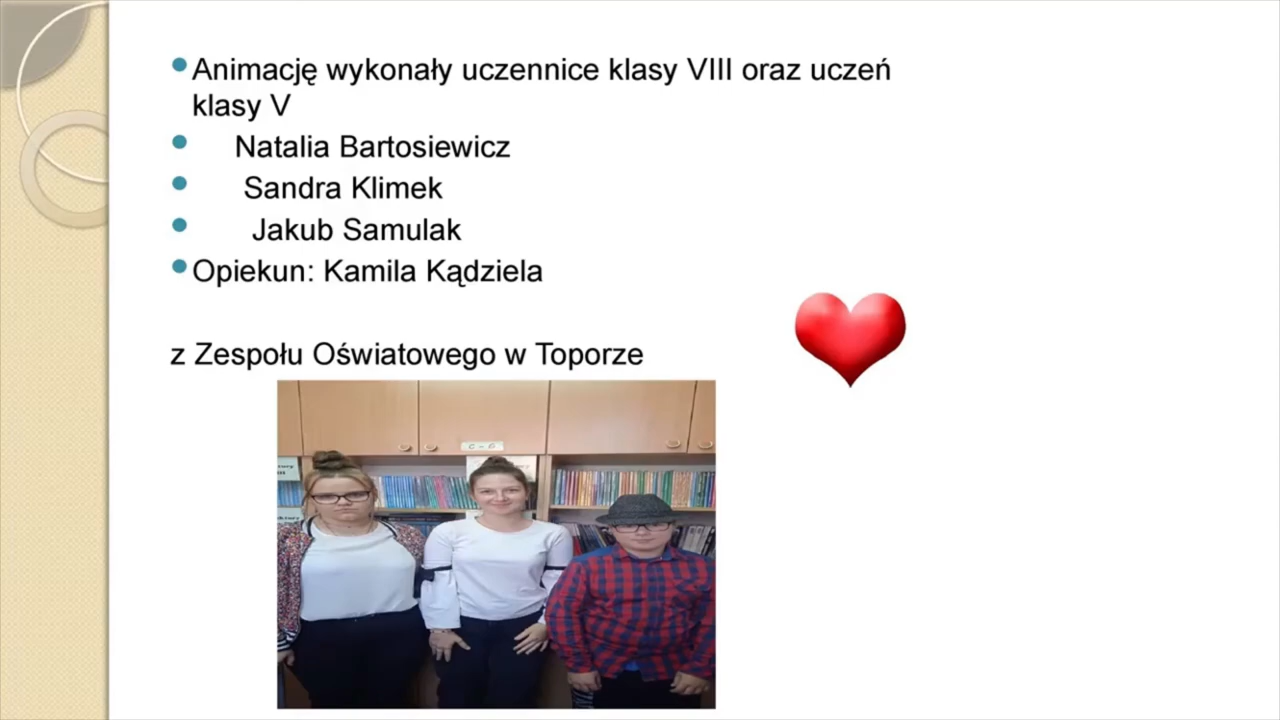 Animację wykonały uczennice klasy VIII oraz uczeń
klasy V
Natalia Bartosiewicz
Sandra Klimek
Jakub Samulak
Opiekun: Kamila Kądziela
z Zespołu Oświatowego w Toporze